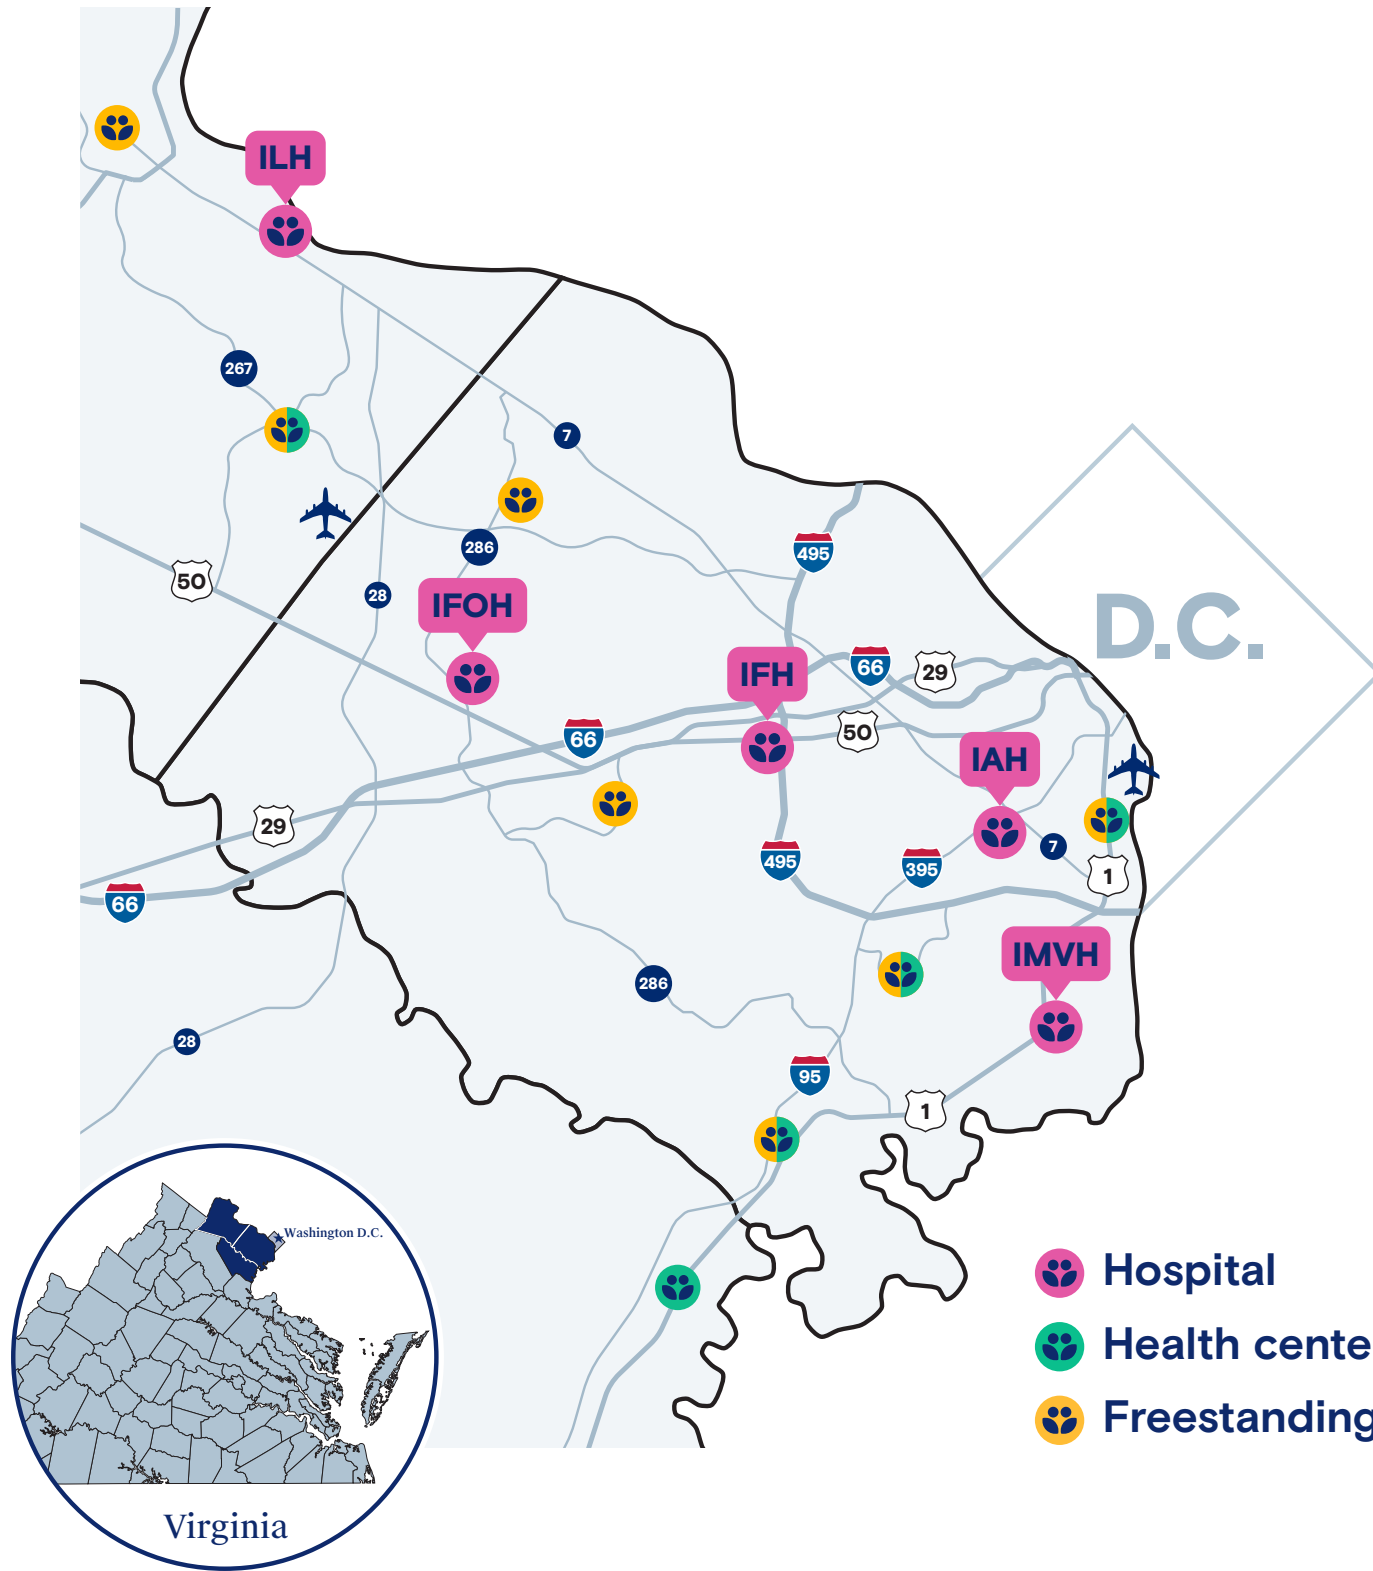 ILH
267
7
286
495
50
28
IFOH
D.C.
IFH
66
29
50
66
IAH
29
495
395
7
1
66
IMVH
286
28
95
1
Washington D.C.
Hospital
Health cente
Freestanding
Virginia